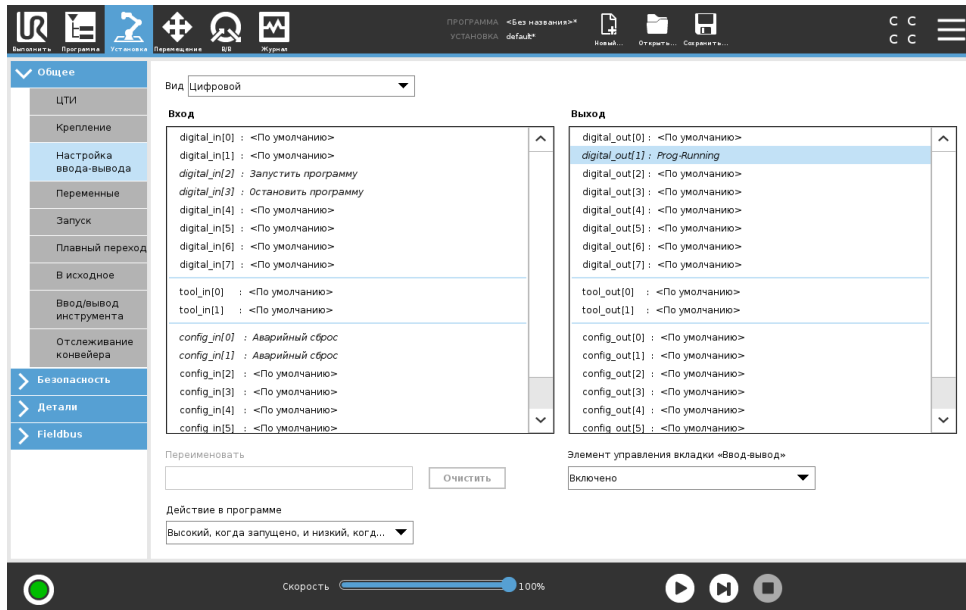 ПРОГРАММА <Без названия>*
УСТАНОВКА default*
Выполнить Программа Установка Перемещение В/В Журнал Новый... Открыть... Сохранить...
C C
C C
Общее
ЦТИ
Крепление
Настройка
ввода-вывода
Переменные
Запуск
Плавный переход
В исходное
Ввод/вывод
инструмента
Отслеживание
конвейера
Безопасность
Детали
Fieldbus
Вид Цифровой
Вход
digital_in[0] : <По умолчанию>
digital_in[1] : <По умолчанию>
digital_in[2] : Запустить программу
digital_in[3] : Остановить программу
digital_in[4] : <По умолчанию>
digital_in[5] : <По умолчанию>
digital_in[6] : <По умолчанию>
digital_in[7] : <По умолчанию>
tool_in[0] : <По умолчанию>
tool_in[1] : <По умолчанию>
config_in[0] : Аварийный сброс
config_in[1] : Аварийный сброс
config_in[2] : <По умолчанию>
config_in[3] : <По умолчанию>
config_in[4] : <По умолчанию>
config_in[5] : <По умолчанию>
Выход
digital_out[0] : <По умолчанию>
digital_out[1] : Prog-Running
digital_out[2] : <По умолчанию>
digital_out[3] : <По умолчанию>
digital_out[4] : <По умолчанию>
digital_out[5] : <По умолчанию>
digital_out[6] : <По умолчанию>
digital_out[7] : <По умолчанию>
tool_out[0] : <По умолчанию>
tool_out[1] : <По умолчанию>
config_out[0] : <По умолчанию>
config_out[1] : <По умолчанию>
config_out[2] : <По умолчанию>
config_out[3] : <По умолчанию>
config_out[4] : <По умолчанию>
config_out[5] : <По умолчанию>
Переименовать
Очистить
Элемент управления вкладки «Ввод-вывод»
Включено
Действие в программе
Высокий, когда запущено, и низкий, когд...
Скорость 100%